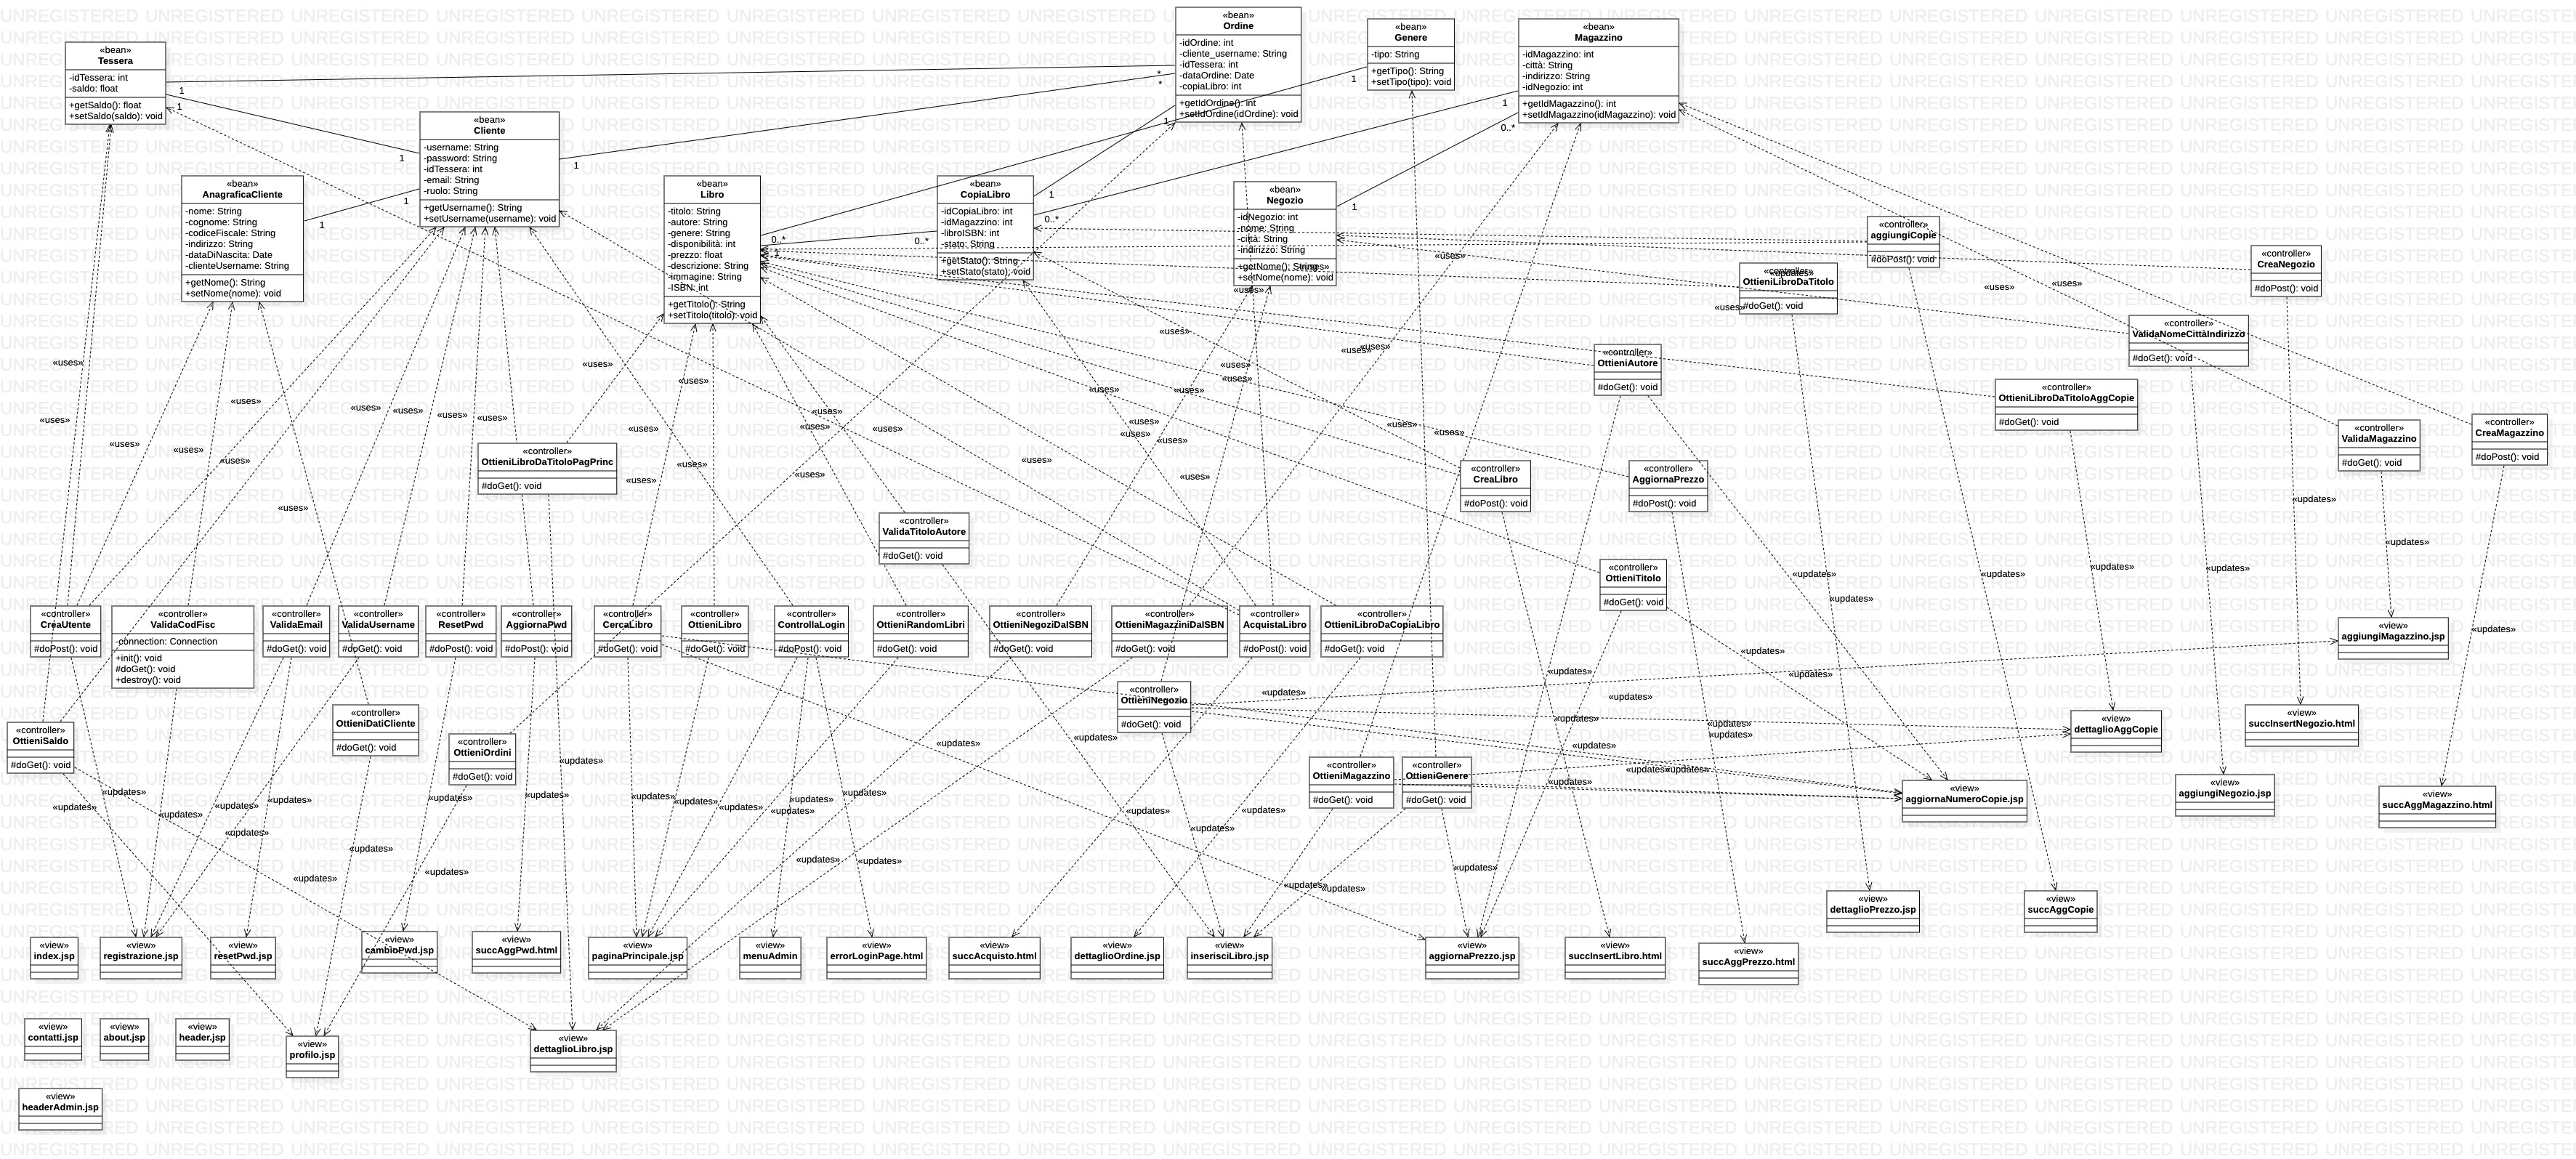 «bean»
Tessera
-idTessera: int
-saldo: float
+getSaldo(): float
+setSaldo(saldo): void
«bean»
Cliente
-username: String
-password: String
-idTessera: int
-email: String
-ruolo: String
+getUsername(): String
+setUsername(username): void
«bean»
AnagraficaCliente
-nome: String
-cognome: String
-codiceFiscale: String
-indirizzo: String
-dataDiNascita: Date
-clienteUsername: String
+getNome(): String
+setNome(nome): void
«bean»
Libro
-titolo: String
-autore: String
-genere: String
-disponibilità: int
-prezzo: float
-descrizione: String
-immagine: String
-ISBN: int
+getTitolo(): String
+setTitolo(titolo): void
«bean»
CopiaLibro
-idCopiaLibro: int
-idMagazzino: int
-libroISBN: int
-stato: String
+getStato(): String
+setStato(stato): void
«bean»
Ordine
-idOrdine: int
-cliente_username: String
-idTessera: int
-dataOrdine: Date
-copiaLibro: int
+getIdOrdine(): int
+setIdOrdine(idOrdine): void
«bean»
Genere
-tipo: String
+getTipo(): String
+setTipo(tipo): void
«bean»
Magazzino
-idMagazzino: int
-città: String
-indirizzo: String
-idNegozio: int
+getIdMagazzino(): int
+setIdMagazzino(idMagazzino): void
«bean»
Negozio
-idNegozio: int
-nome: String
-città: String
-indirizzo: String
+getNome(): String
+setNome(nome): void
«controller»
aggiungiCopie
#doPost(): void
«controller»
CreaNegozio
#doPost(): void
«controller»
OttieniLibroDaTitolo
#doGet(): void
«controller»
ValidaNomeCittàIndirizzo
#doGet(): void
«controller»
OttieniAutore
#doGet(): void
«controller»
OttieniLibroDaTitoloAggCopie
#doGet(): void
«controller»
ValidaMagazzino
#doGet(): void
«controller»
CreaMagazzino
#doPost(): void
«controller»
OttieniLibroDaTitoloPagPrinc
#doGet(): void
«controller»
CreaLibro
#doPost(): void
«controller»
AggiornaPrezzo
#doPost(): void
«controller»
ValidaTitoloAutore
#doGet(): void
«controller»
OttieniTitolo
#doGet(): void
«controller»
CreaUtente
#doPost(): void
«controller»
ValidaCodFisc
-connection: Connection
+init(): void
#doGet(): void
+destroy(): void
«controller»
ValidaEmail
#doGet(): void
«controller»
ValidaUsername
#doGet(): void
«controller»
ResetPwd
#doPost(): void
«controller»
AggiornaPwd
#doPost(): void
«controller»
CercaLibro
#doGet(): void
«controller»
OttieniLibro
#doGet(): void
«controller»
ControllaLogin
#doPost(): void
«controller»
OttieniRandomLibri
#doGet(): void
«controller»
OttieniNegoziDaISBN
#doGet(): void
«controller»
OttieniMagazziniDaISBN
#doGet(): void
«controller»
AcquistaLibro
#doPost(): void
«controller»
OttieniLibroDaCopiaLibro
#doGet(): void
«controller»
OttieniNegozio
#doGet(): void
«controller»
OttieniSaldo
#doGet(): void
«controller»
OttieniDatiCliente
#doGet(): void
«controller»
OttieniOrdini
#doGet(): void
«controller»
OttieniMagazzino
#doGet(): void
«controller»
OttieniGenere
#doGet(): void
«view»
aggiungiMagazzino.jsp
«view»
dettaglioAggCopie
«view»
succInsertNegozio.html
«view»
aggiornaNumeroCopie.jsp
«view»
aggiungiNegozio.jsp
«view»
succAggMagazzino.html
«view»
dettaglioPrezzo.jsp
«view»
succAggCopie
«view»
index.jsp
«view»
registrazione.jsp
«view»
resetPwd.jsp
«view»
cambioPwd.jsp
«view»
succAggPwd.html
«view»
paginaPrincipale.jsp
«view»
menuAdmin
«view»
errorLoginPage.html
«view»
succAcquisto.html
«view»
dettaglioOrdine.jsp
«view»
inserisciLibro.jsp
«view»
aggiornaPrezzo.jsp
«view»
succInsertLibro.html
«view»
succAggPrezzo.html
«view»
contatti.jsp
«view»
about.jsp
«view»
header.jsp
«view»
profilo.jsp
«view»
dettaglioLibro.jsp
«view»
headerAdmin.jsp